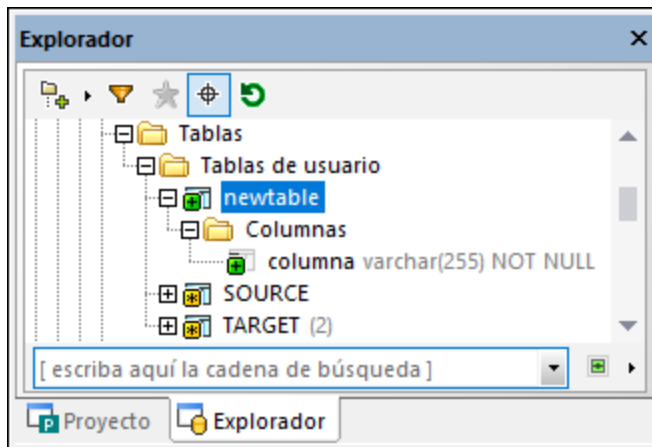 Explorador
Tablas
Tablas de usuario
newtable
Columnas
columna varchar(255) NOT NULL
SOURCE
TARGET (2)
[ escriba aquí la cadena de búsqueda ]
Proyecto Explorador